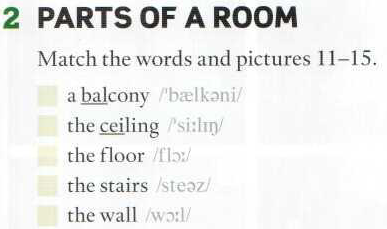 2 PARTS OF A ROOM
Match the words and pictures 11–15.
a balcony /ˈbælkəni/
the ceiling /ˈsiːlɪŋ/
the floor /flɔː/
the stairs /steəz/
the wall /wɔːl/